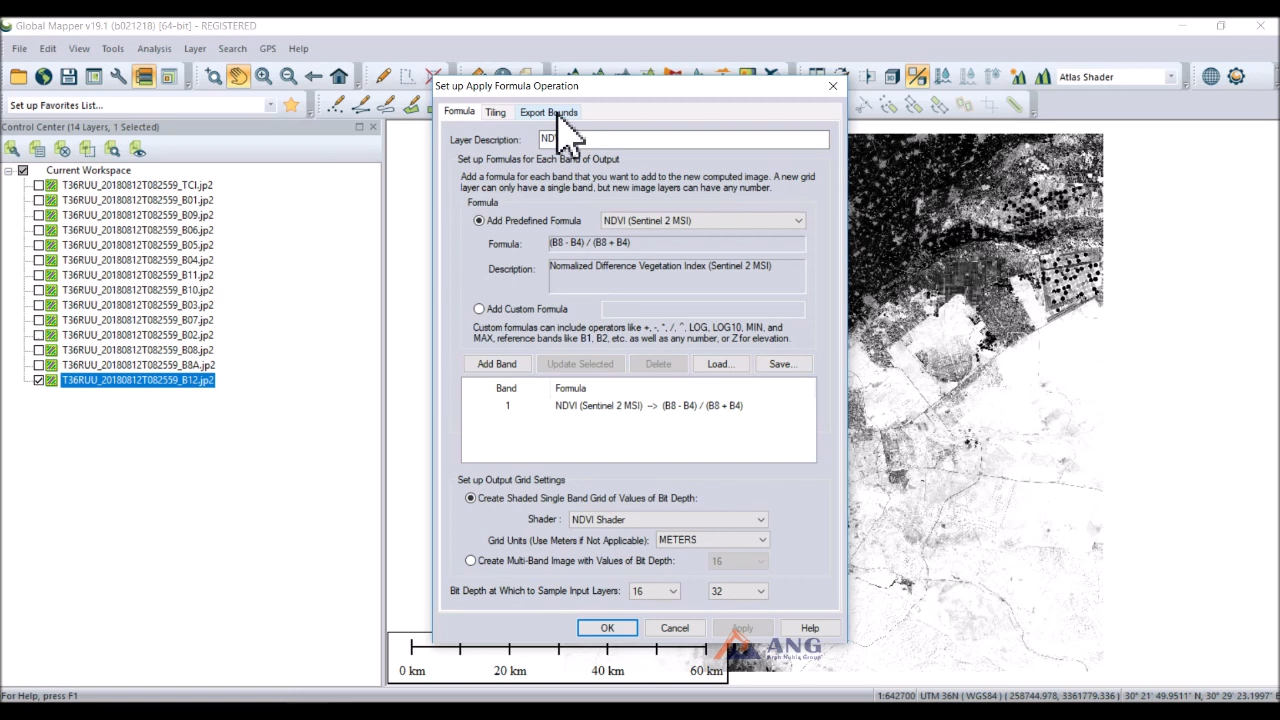 Global Mapper v19.1 (b021218) [64-bit] - REGISTERED
File Edit View Tools Analysis Layer Search GPS Help
Atlas Shader
Set up Favorites List...
Control Center (14 Layers, 1 Selected)
Current Workspace
T36RUU_20180812T082559_TCI.jp2
T36RUU_20180812T082559_B01.jp2
T36RUU_20180812T082559_B09.jp2
T36RUU_20180812T082559_B06.jp2
T36RUU_20180812T082559_B05.jp2
T36RUU_20180812T082559_B04.jp2
T36RUU_20180812T082559_B11.jp2
T36RUU_20180812T082559_B10.jp2
T36RUU_20180812T082559_B03.jp2
T36RUU_20180812T082559_B07.jp2
T36RUU_20180812T082559_B02.jp2
T36RUU_20180812T082559_B08.jp2
T36RUU_20180812T082559_B8A.jp2
T36RUU_20180812T082559_B12.jp2
Set up Apply Formula Operation
Formula Tiling Export Bounds
Layer Description:
Set up Formulas for Each Band of Output
Add a formula for each band that you want to add to the new computed image. A new grid
layer can only have a single band, but new image layers can have any number.
Formula
Add Predefined Formula NDVI (Sentinel 2 MSI)
Formula: (B8 - B4) / (B8 + B4)
Description: Normalized Difference Vegetation Index (Sentinel 2 MSI)
Add Custom Formula
Custom formulas can include operators like +, -, *, /, ^, LOG, LOG10, MIN, and
MAX, reference bands like B1, B2, etc. as well as any number, or Z for elevation.
Add Band Update Selected Delete Load... Save...
Band Formula
1 NDVI (Sentinel 2 MSI) --> (B8 - B4) / (B8 + B4)
Set up Output Grid Settings
Create Shaded Single Band Grid of Values of Bit Depth:
Shader : NDVI Shader
Grid Units (Use Meters if Not Applicable): METERS
Create Multi-Band Image with Values of Bit Depth: 16
Bit Depth at Which to Sample Input Layers: 16 32
OK Cancel Apply Help
ANG
0 km 20 km 40 km 60 km
For Help, press F1
1:642700 UTM 36N ( WGS84 ) ( 258744.978, 3361779.336 ) 30° 21' 49.9511" N, 30° 29' 23.1997" E